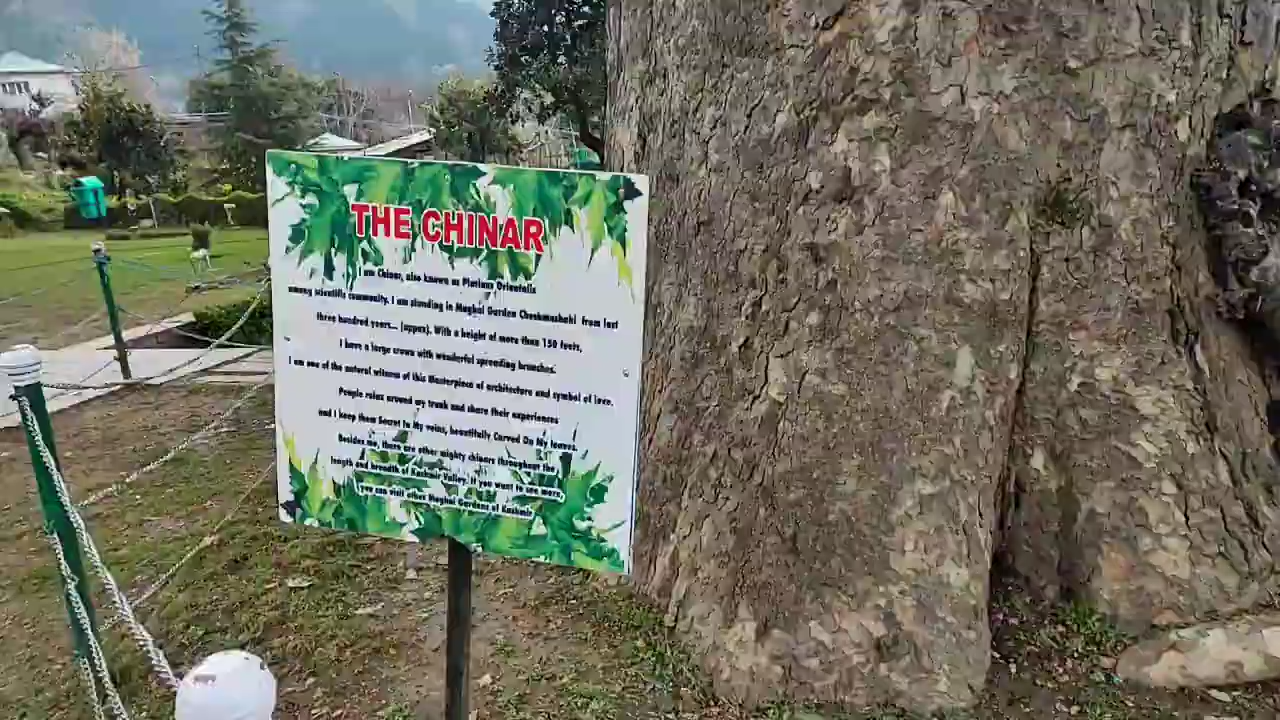 THE CHINAR
I am Chinar, also known as Platinus Orientalis
among scientific community. I am standing in Mughal Garden Cheshmashahi from last
three hundred years... (appox). With a height of more than 150 feets,
I have a large crown with wonderful spreading branches.
I am one of the natural witness of this Masterpiece of architecture and symbol of love.
People relax around my trunk and share their experiences
and I keep them Secret In My veins, beautifully Carved On My leaves
Besides me, there are other mighty chinars throughout the
length and breadth of Kashmir Valley. If you want to see more,
you can visit other Mughal Gardens of Kashmir